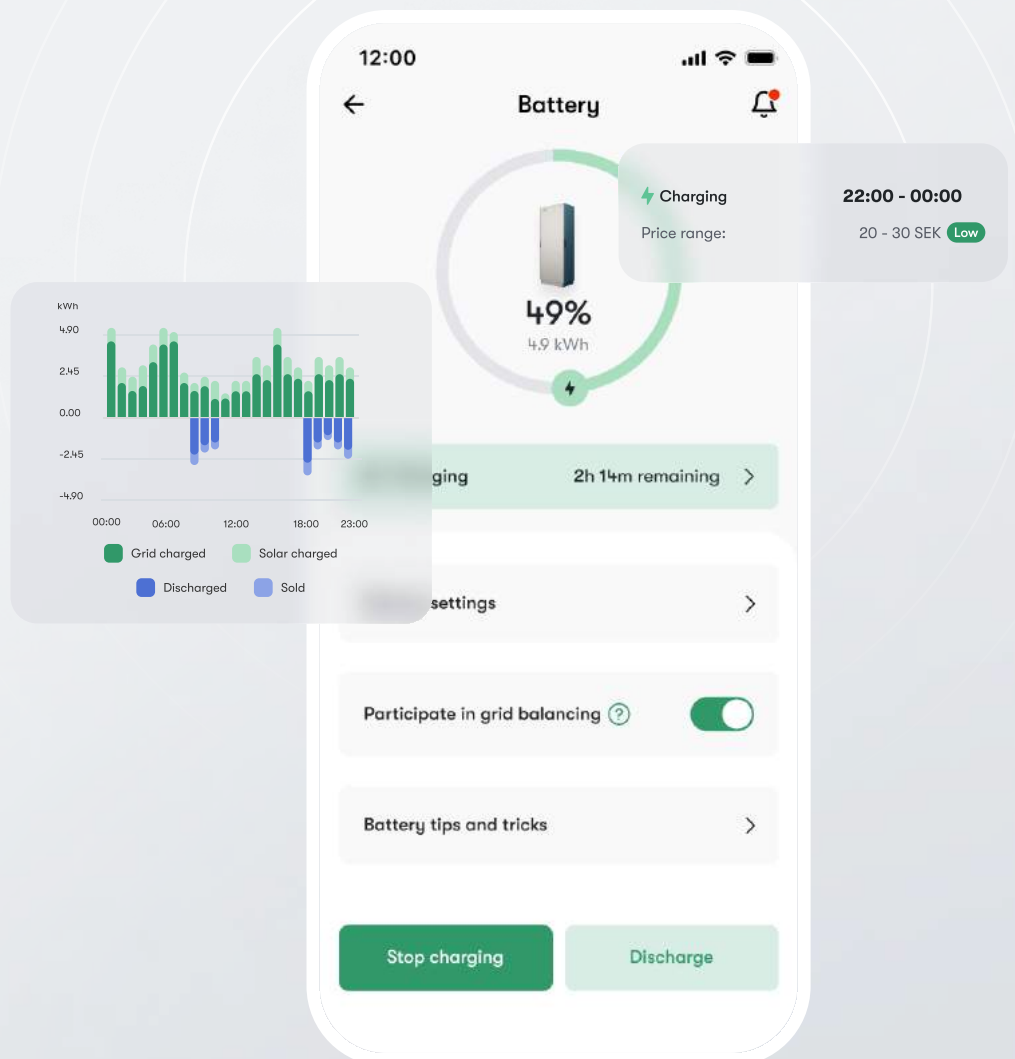 12:00
Battery
Charging 22:00 - 00:00
Price range: 20 - 30 SEK Low
49%
4.9 kWh
kWh
4.90
2.45
0.00
-2.45
-4.90
00:00 06:00 12:00 18:00 23:00
Grid charged Solar charged
Discharged Sold
2h 14m remaining
settings
Participate in grid balancing ?
Battery tips and tricks
Stop charging Discharge